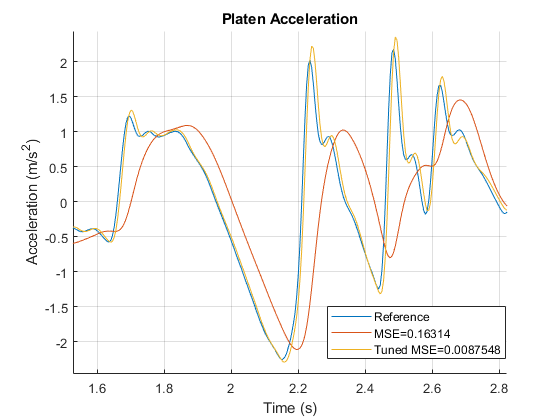 Platen Acceleration
Acceleration (m/s²)
2
1.5
1
0.5
0
-0.5
-1
-1.5
-2
Reference
MSE=0.16314
Tuned MSE=0.0087548
1.6 1.8 2 2.2 2.4 2.6 2.8
Time (s)